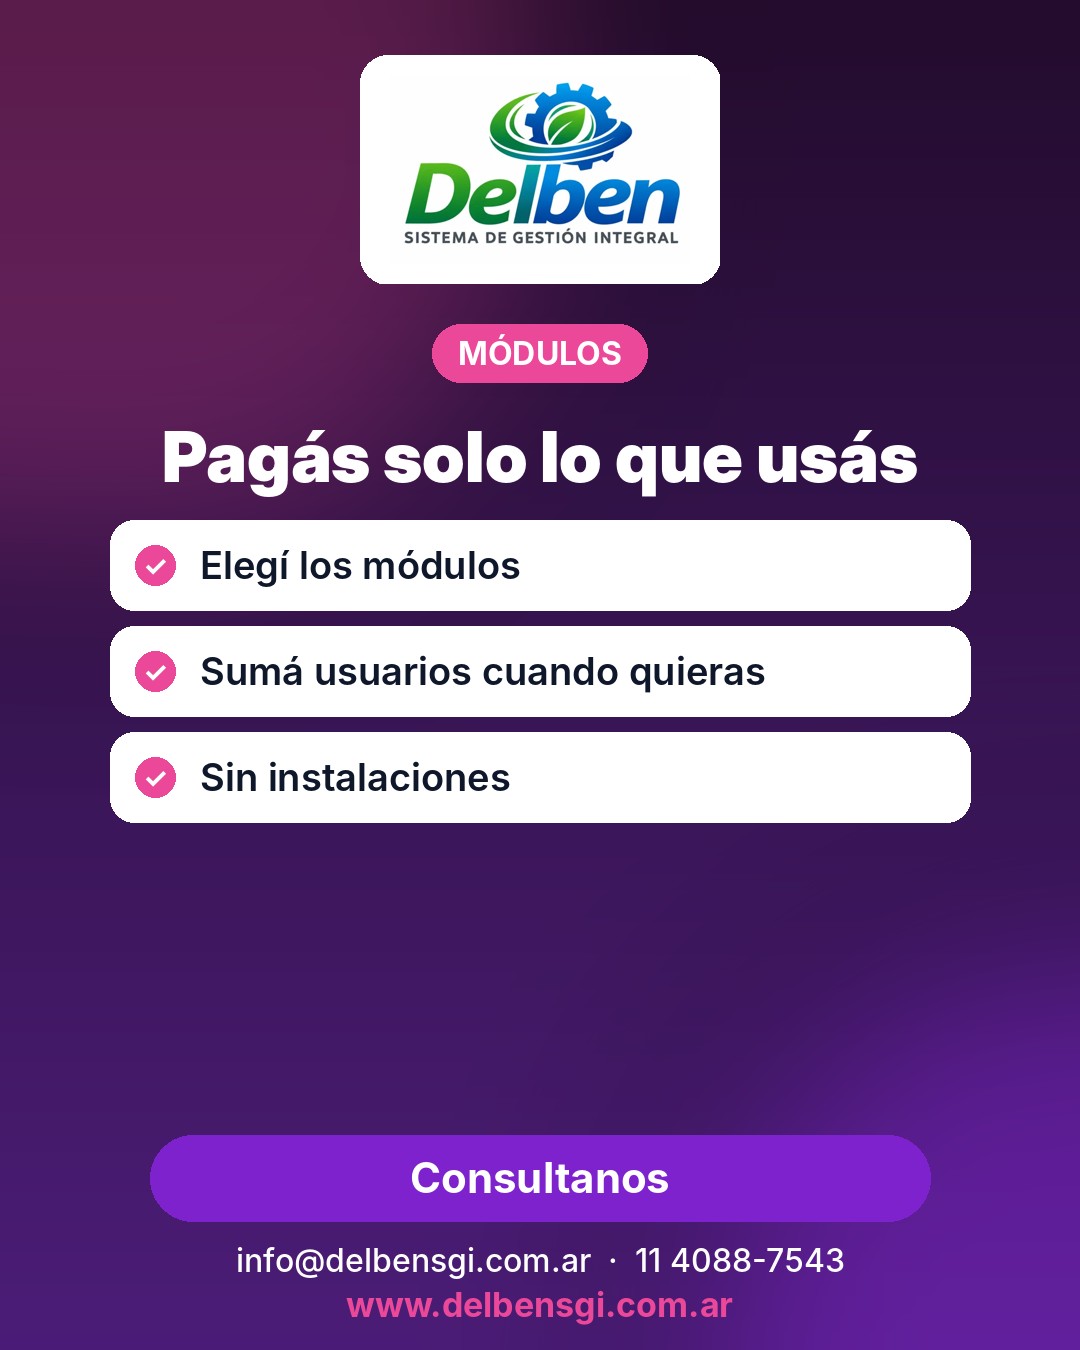 Delben
SISTEMA DE GESTIÓN INTEGRAL
MÓDULOS
Pagás solo lo que usás
Elegí los módulos
Sumá usuarios cuando quieras
Sin instalaciones
Consultanos
info@delbensgi.com.ar · 11 4088-7543
www.delbensgi.com.ar